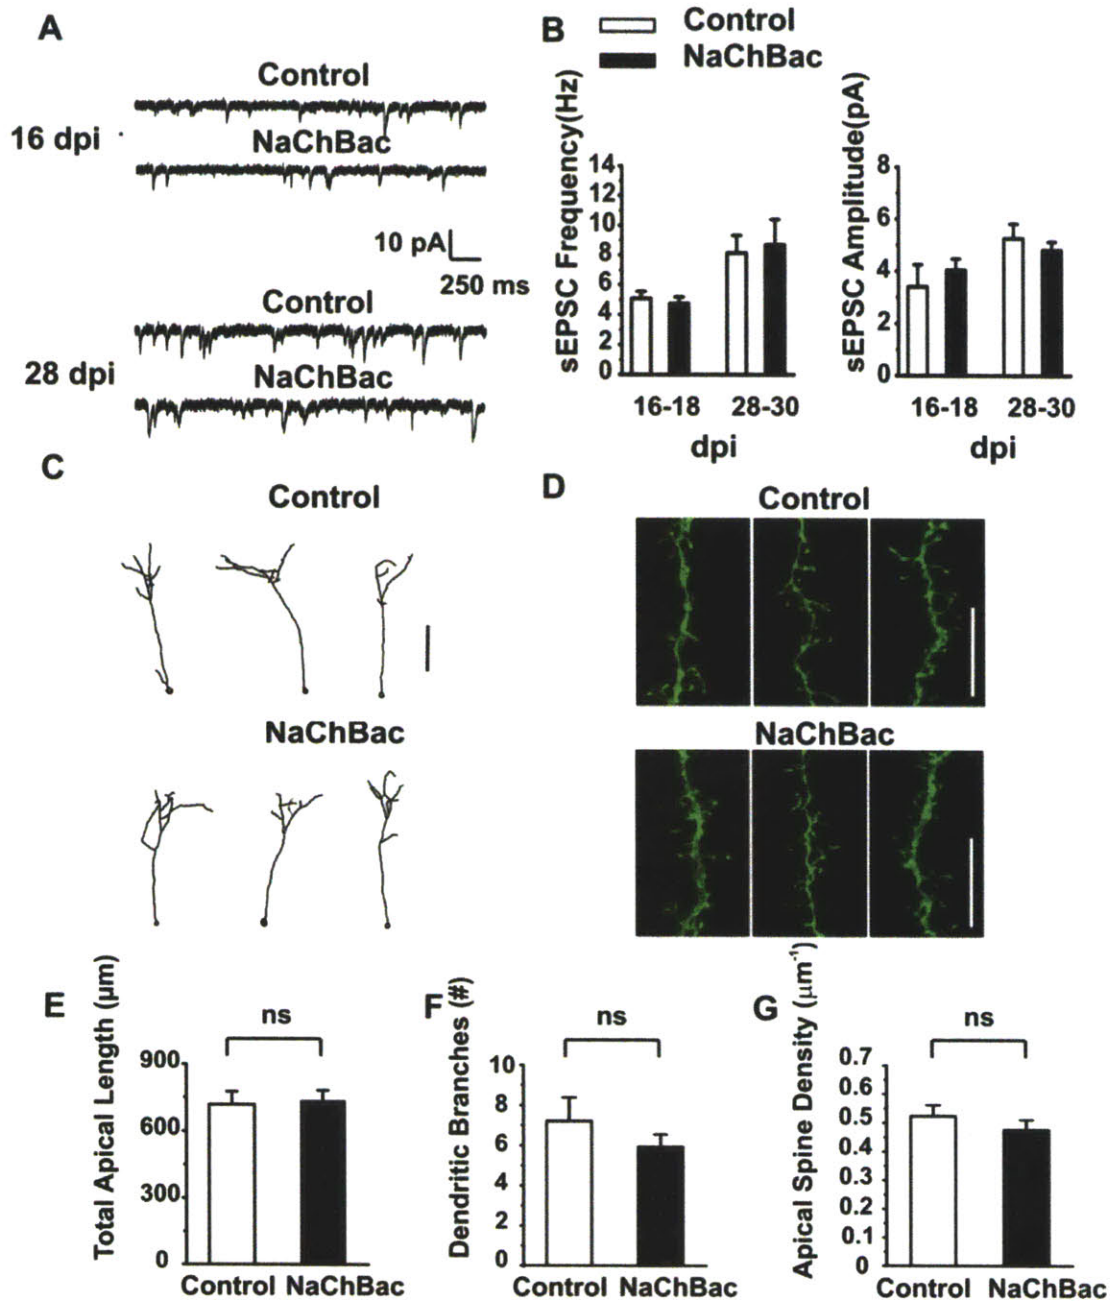 A
Control
16 dpi
NaChBac
10 pA
250 ms
Control
28 dpi
NaChBac
B
Control
NaChBac
sEPSC Frequency(Hz)
14
12
10
8
6
4
2
0
16-18 28-30
dpi
sEPSC Amplitude(pA)
8
6
4
2
0
16-18 28-30
dpi
C
Control
NaChBac
D
Control
NaChBac
E
Total Apical Length (µm)
ns
900
600
300
0
Control NaChBac
F
Dendritic Branches (#)
ns
10
8
6
4
2
0
Control NaChBac
G
Apical Spine Density (µm⁻¹)
ns
0.7
0.6
0.5
0.4
0.3
0.2
0.1
0
Control NaChBac